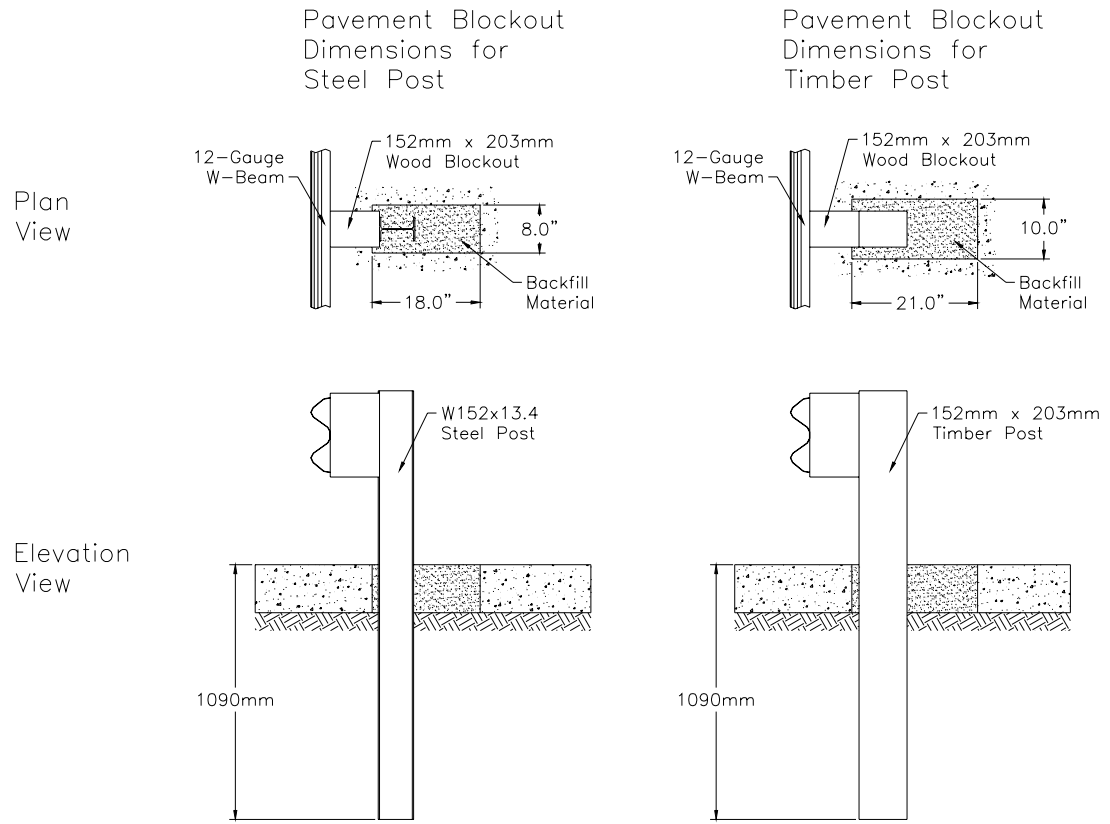 Pavement Blockout
Dimensions for
Steel Post
Pavement Blockout
Dimensions for
Timber Post
Plan
View
12-Gauge
W-Beam
152mm x 203mm
Wood Blockout
8.0"
18.0"
Backfill
Material
12-Gauge
W-Beam
152mm x 203mm
Wood Blockout
10.0"
21.0"
Backfill
Material
Elevation
View
W152x13.4
Steel Post
1090mm
152mm x 203mm
Timber Post
1090mm